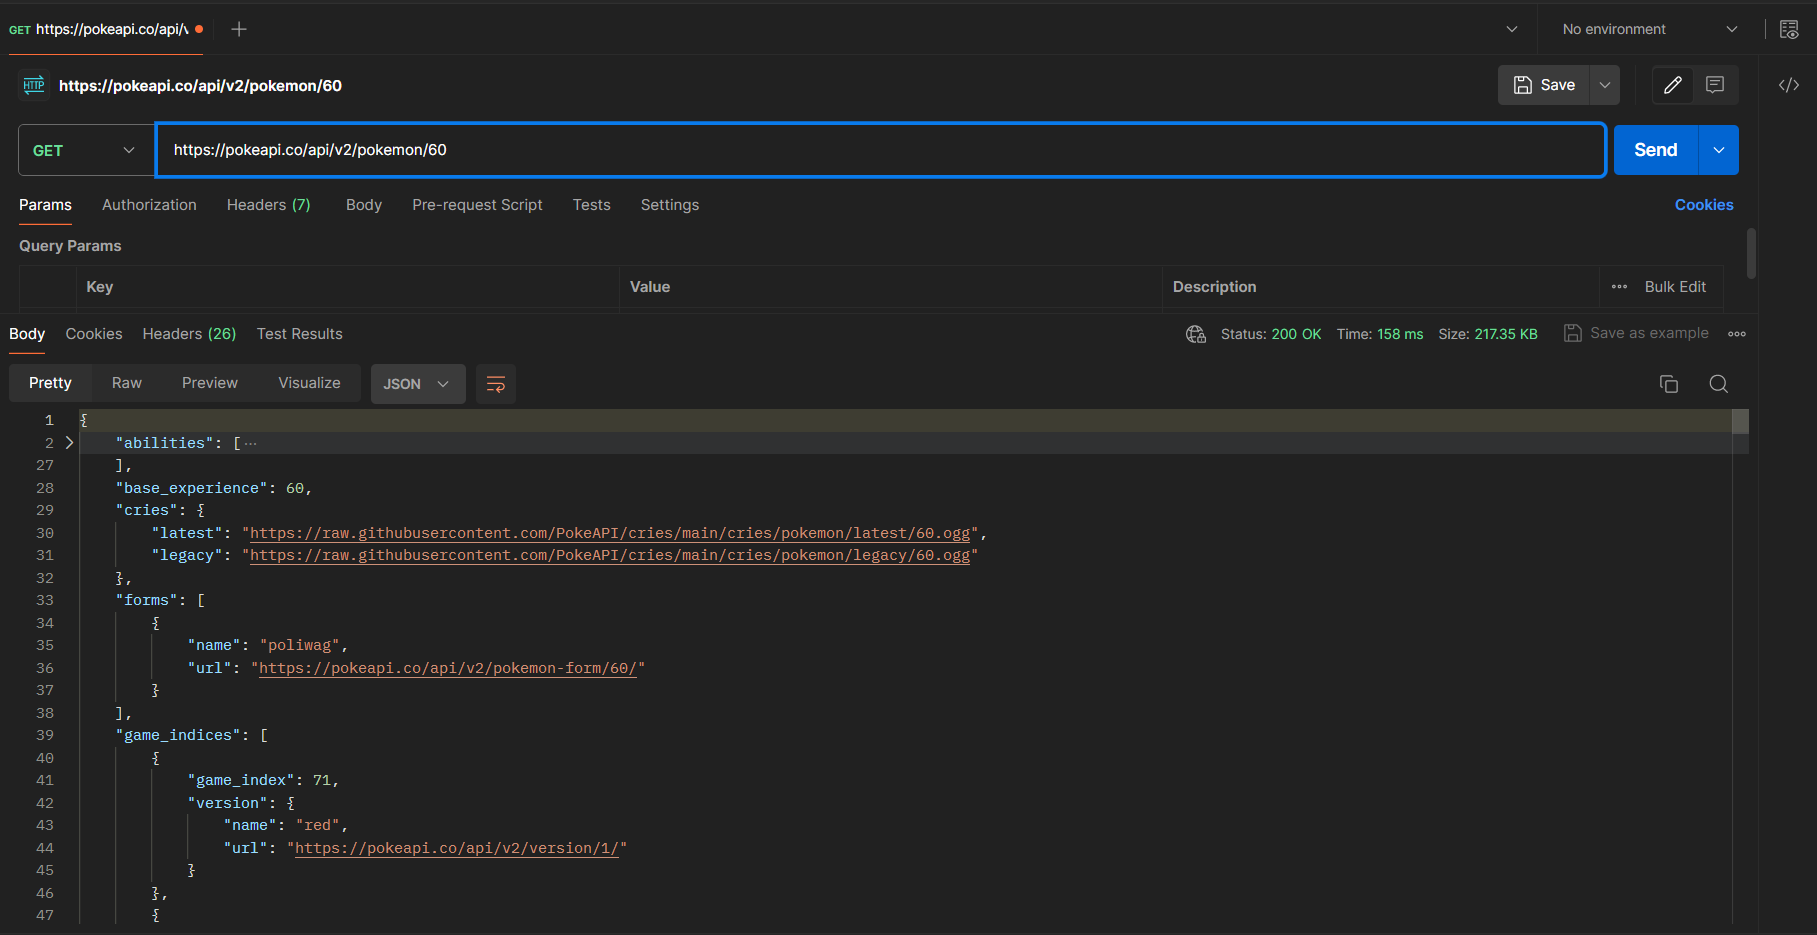 GET https://pokeapi.co/api/v
No environment
HTTP https://pokeapi.co/api/v2/pokemon/60
Save
GET https://pokeapi.co/api/v2/pokemon/60 Send
Params Authorization Headers (7) Body Pre-request Script Tests Settings Cookies
Query Params
Key Value Description Bulk Edit
Body Cookies Headers (26) Test Results Status: 200 OK Time: 158 ms Size: 217.35 KB Save as example
Pretty Raw Preview Visualize JSON
1 {
2 "abilities": [ ...
27 ],
28 "base_experience": 60,
29 "cries": {
30 "latest": "https://raw.githubusercontent.com/PokeAPI/cries/main/cries/pokemon/latest/60.ogg",
31 "legacy": "https://raw.githubusercontent.com/PokeAPI/cries/main/cries/pokemon/legacy/60.ogg"
32 },
33 "forms": [
34 {
35 "name": "poliwag",
36 "url": "https://pokeapi.co/api/v2/pokemon-form/60/"
37 }
38 ],
39 "game_indices": [
40 {
41 "game_index": 71,
42 "version": {
43 "name": "red",
44 "url": "https://pokeapi.co/api/v2/version/1/"
45 }
46 },
47 {